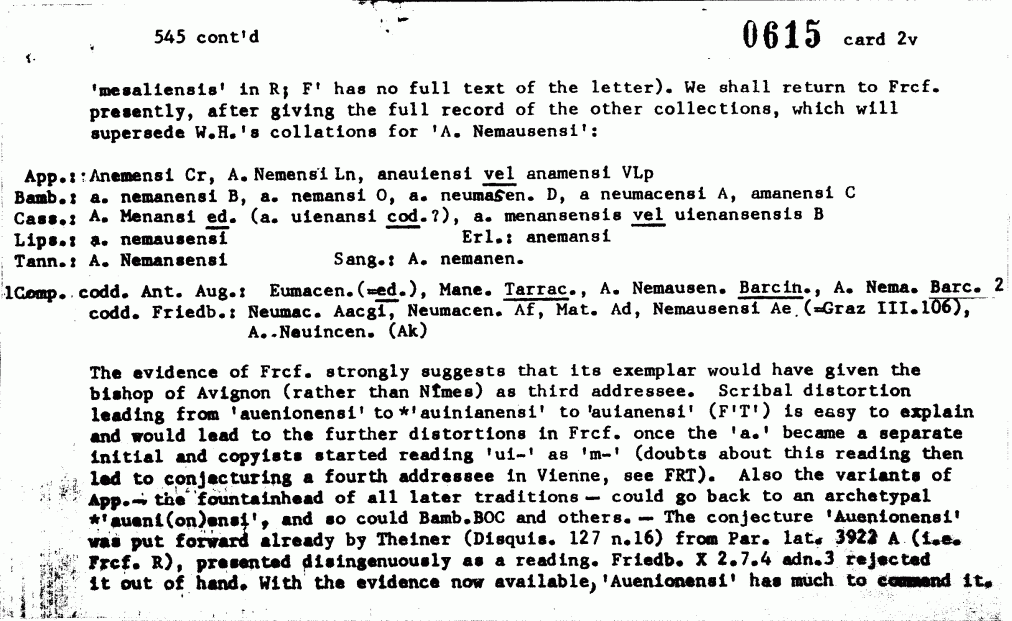 545 cont'd
0615 card 2v
'mesaliensis' in R; F' has no full text of the letter). We shall return to Frcf.
presently, after giving the full record of the other collections, which will
supersede W.H.'s collations for 'A. Nemausensi':
App.: Anemensi Cr, A. Nemensi Ln, anauiensi vel anamensi VLp
Bamb.: a. nemanensi B, a. nemansi O, a. neumasen. D, a neumacensi A, amanensi C
Cass.: A. Menansi ed. (a. uienansi cod.?), a. menansensis vel uienansensis B
Lips.: a. nemausensi Erl.: anemansi
Tann.: A. Nemansensi Sang.: A. nemanen.
1Comp. codd. Ant. Aug.: Eumacen.(=ed.), Mane. Tarrac., A. Nemausen. Barcin., A. Nema. Barc. 2
codd. Friedb.: Neumac. Aacgi, Neumacen. Af, Mat. Ad, Nemausensi Ae (=Graz III.106),
A. Neuincen. (Ak)
The evidence of Frcf. strongly suggests that its exemplar would have given the
bishop of Avignon (rather than Nîmes) as third addressee. Scribal distortion
leading from 'auenionensi' to *'auinianensi' to 'auianensi' (F'T') is easy to explain
and would lead to the further distortions in Frcf. once the 'a.' became a separate
initial and copyists started reading 'ui-' as 'm-' (doubts about this reading then
led to conjecturing a fourth addressee in Vienne, see FRT). Also the variants of
App. — the fountainhead of all later traditions — could go back to an archetypal
*'aueni(on)ensi', and so could Bamb.BOC and others. — The conjecture 'Auenionensi'
was put forward already by Theiner (Disquis. 127 n.16) from Par. lat. 3922 A (i.e.
Frcf. R), presented disingenuously as a reading. Friedb. X 2.7.4 adn.3 rejected
it out of hand. With the evidence now available, 'Auenionensi' has much to commend it.